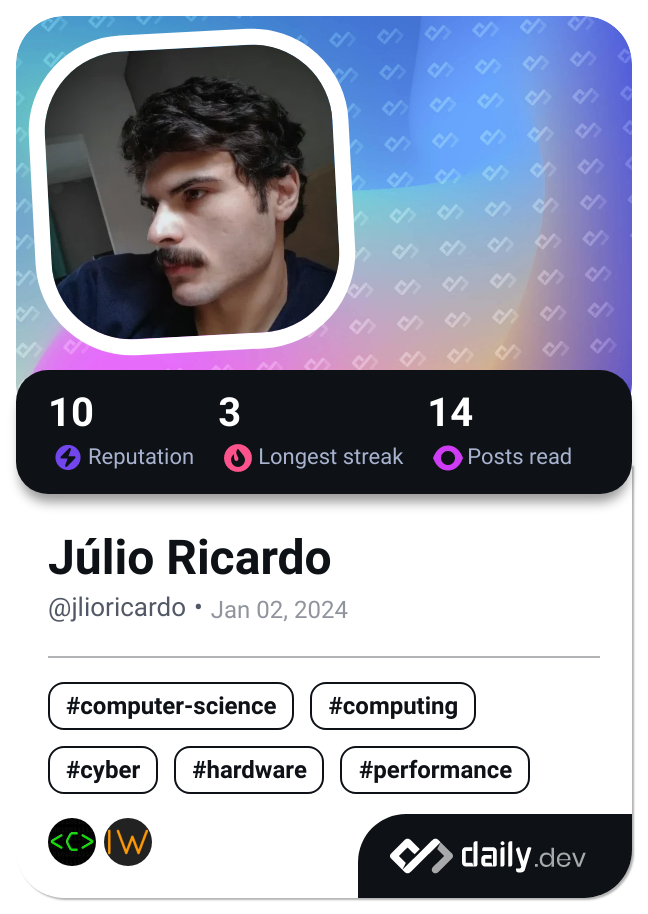 10 3 14
Reputation Longest streak Posts read
Júlio Ricardo
@jlioricardo • Jan 02, 2024
#computer-science #computing
#cyber #hardware #performance
<C> IW daily.dev